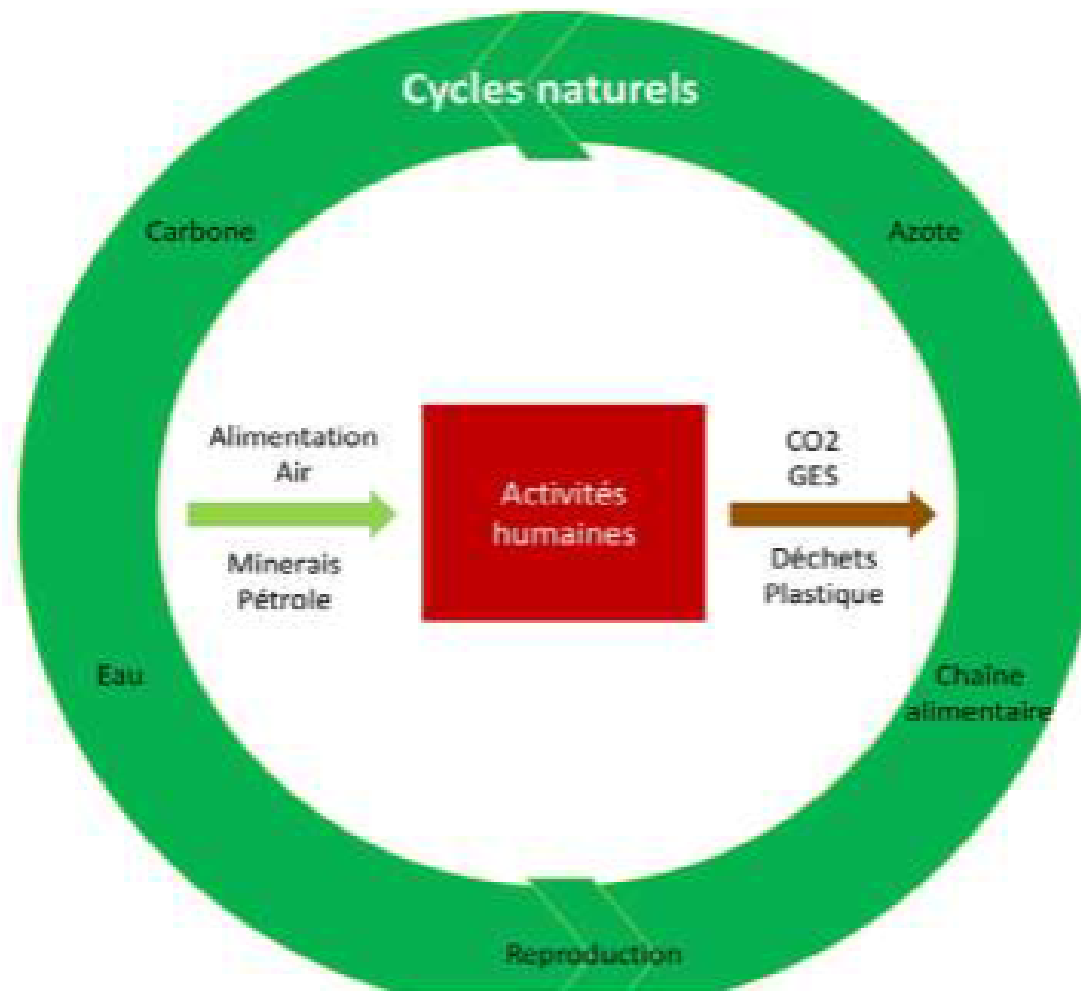 Cycles naturels
Carbone
Azote
Alimentation
Air
Minerais
Pétrole
Activités
humaines
CO2
GES
Déchets
Plastique
Eau
Chaîne
alimentaire
Reproduction